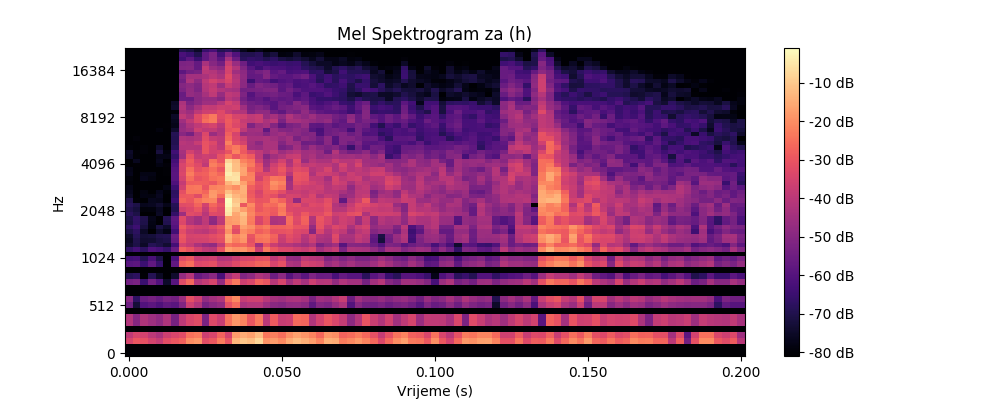 Mel Spektrogram za (h)
16384
8192
4096
2048
1024
512
0
Hz
0.000
0.050
0.100
0.150
0.200
Vrijeme (s)
-10 dB
-20 dB
-30 dB
-40 dB
-50 dB
-60 dB
-70 dB
-80 dB